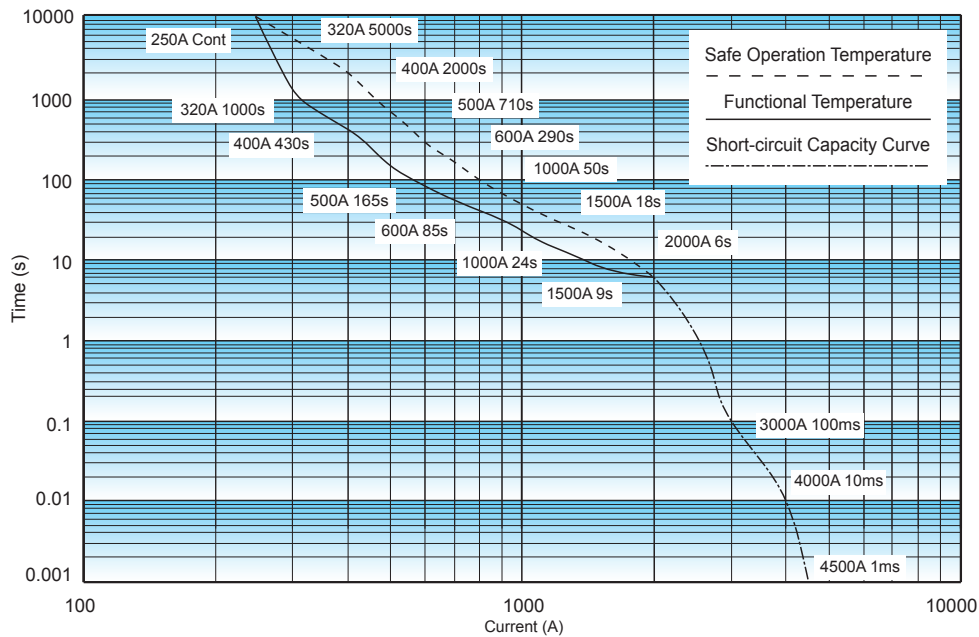 10000
1000
100
10
1
0.1
0.01
0.001
Time (s)
250A Cont
320A 5000s
400A 2000s
320A 1000s
500A 710s
400A 430s
600A 290s
1000A 50s
500A 165s
1500A 18s
600A 85s
2000A 6s
1000A 24s
1500A 9s
3000A 100ms
4000A 10ms
4500A 1ms
Safe Operation Temperature
Functional Temperature
Short-circuit Capacity Curve
100
1000
10000
Current (A)